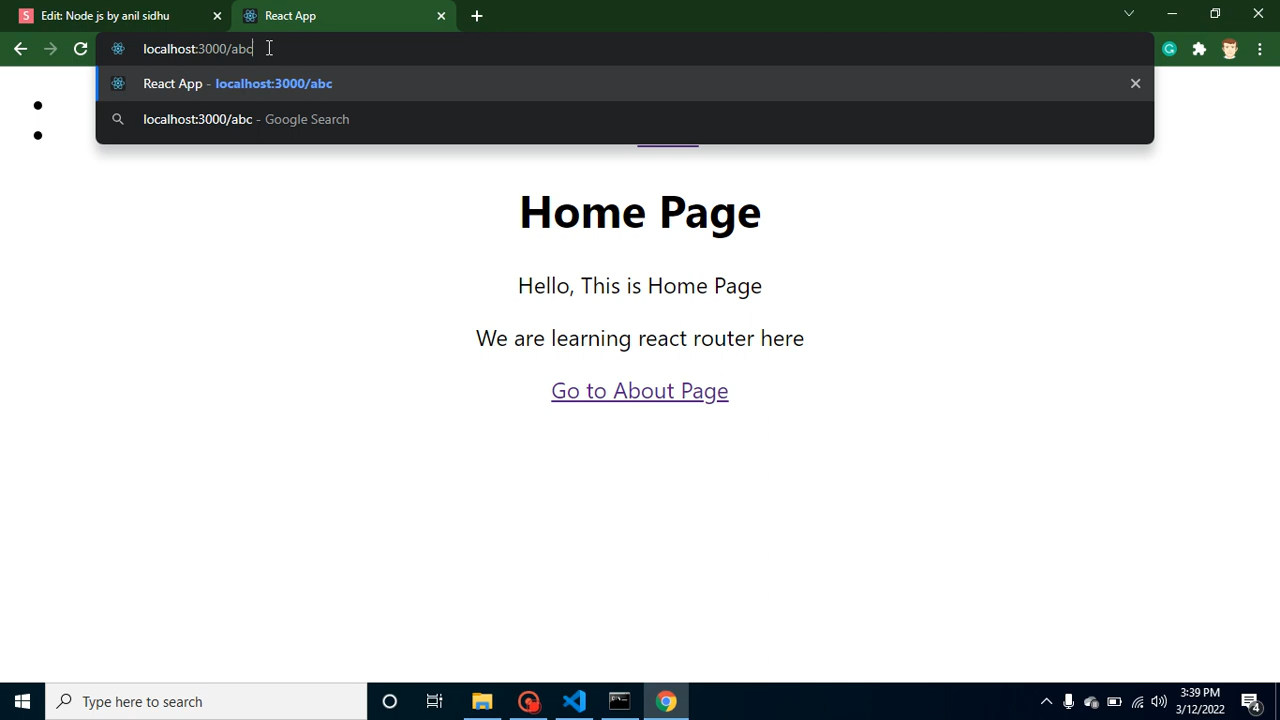 Edit: Node js by anil sidhu
React App
localhost:3000/abc
React App - localhost:3000/abc
localhost:3000/abc - Google Search
Home Page
Hello, This is Home Page
We are learning react router here
Go to About Page
Type here to search
3:39 PM
3/12/2022
4